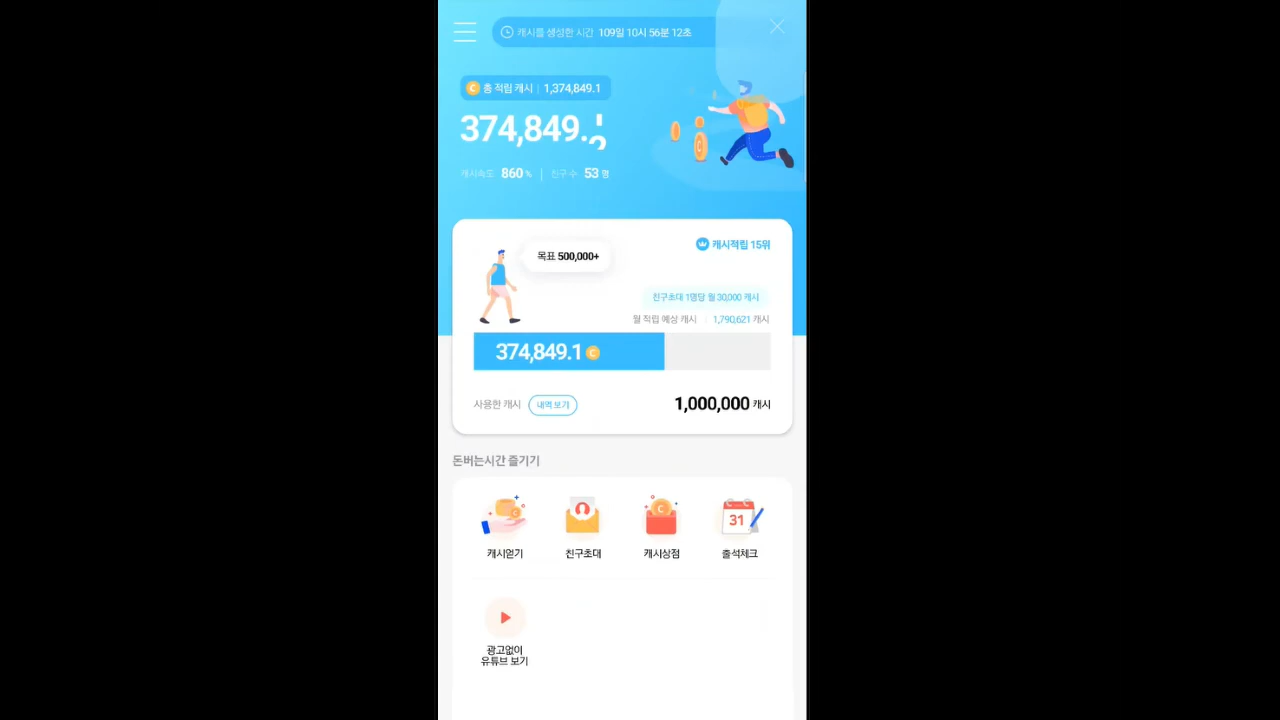 캐시를 생성한 시간 109일 10시 56분 12초
C 총 적립 캐시 | 1,374,849.1
374,849.
캐시속도 860 % | 친구 수 53 명
캐시적립 15위
목표 500,000+
친구초대 1명당 월 30,000 캐시
월 적립 예상 캐시 | 1,790,621 캐시
374,849.1 C
사용한 캐시 내역 보기 1,000,000 캐시
돈버는시간 즐기기
31
캐시얻기 친구초대 캐시상점 출석체크
광고없이
유튜브 보기